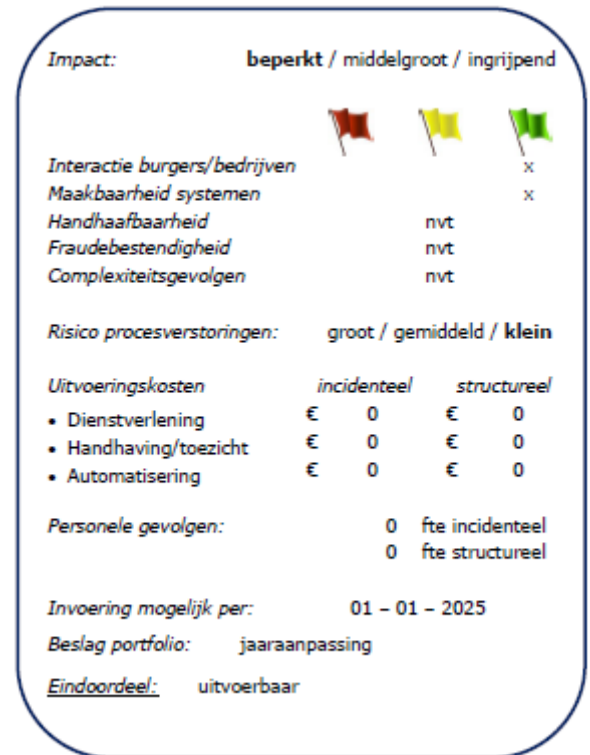 Impact: beperkt / middelgroot / ingrijpend
Interactie burgers/bedrijven x
Maakbaarheid systemen x
Handhaafbaarheid nvt
Fraudebestendigheid nvt
Complexiteitsgevolgen nvt
Risico procesverstoringen: groot / gemiddeld / klein
Uitvoeringskosten incidenteel structureel
• Dienstverlening € 0 € 0
• Handhaving/toezicht € 0 € 0
• Automatisering € 0 € 0
Personele gevolgen: 0 fte incidenteel
0 fte structureel
Invoering mogelijk per: 01 – 01 – 2025
Beslag portfolio: jaaraanpassing
Eindoordeel: uitvoerbaar